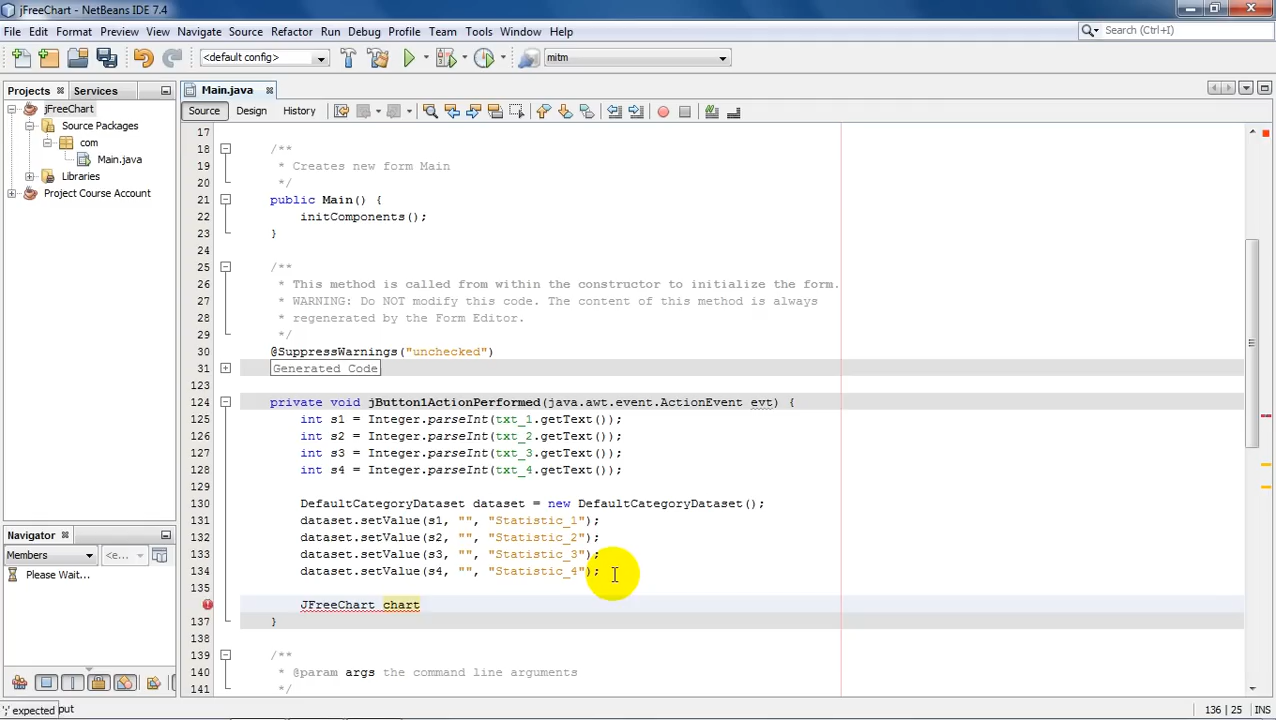 jFreeChart - NetBeans IDE 7.4
File Edit Format Preview View Navigate Source Refactor Run Debug Profile Team Tools Window Help
Search (Ctrl+I)
<default config> mitm
Projects Services Main.java
jFreeChart
Source Packages
com
Main.java
Libraries
Project Course Account
Source Design History
17
18 /**
19 * Creates new form Main
20 */
21 public Main() {
22 initComponents();
23 }
24
25 /**
26 * This method is called from within the constructor to initialize the form.
27 * WARNING: Do NOT modify this code. The content of this method is always
28 * regenerated by the Form Editor.
29 */
30 @SuppressWarnings("unchecked")
31 Generated Code
123
124 private void jButton1ActionPerformed(java.awt.event.ActionEvent evt) {
125 int s1 = Integer.parseInt(txt_1.getText());
126 int s2 = Integer.parseInt(txt_2.getText());
127 int s3 = Integer.parseInt(txt_3.getText());
128 int s4 = Integer.parseInt(txt_4.getText());
129
130 DefaultCategoryDataset dataset = new DefaultCategoryDataset();
131 dataset.setValue(s1, "", "Statistic_1");
132 dataset.setValue(s2, "", "Statistic_2");
133 dataset.setValue(s3, "", "Statistic_3");
134 dataset.setValue(s4, "", "Statistic_4");
135
JFreeChart chart
137 }
138
139 /**
140 * @param args the command line arguments
141 */
Navigator
Members <e...
Please Wait...
';' expected put
136 | 25 INS